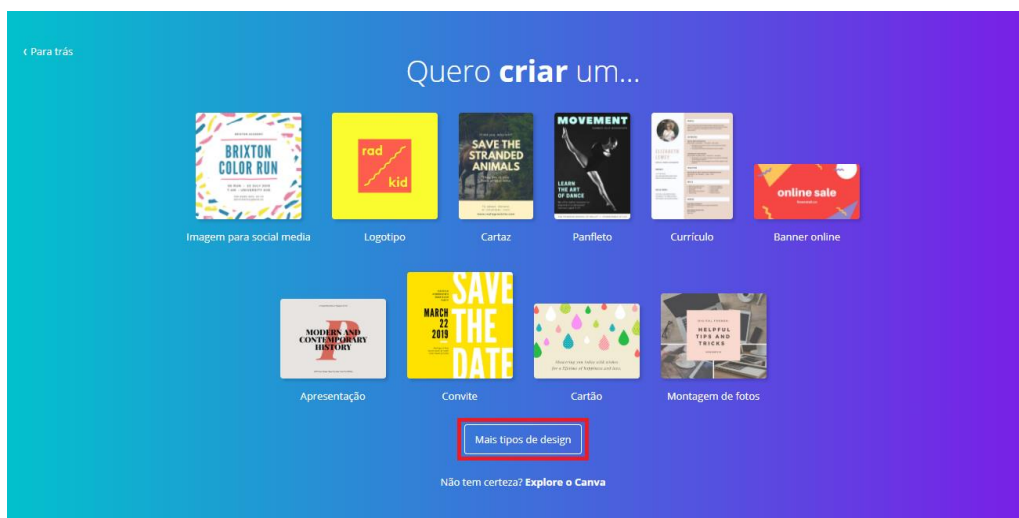 ‹ Para trás
Quero criar um...
BRIXTON
COLOR RUN
rad
kid
SAVE THE
STRANDED
ANIMALS
MOVEMENT
LEARN
THE ART
OF DANCE
online sale
Imagem para social media
Logotipo
Cartaz
Panfleto
Currículo
Banner online
MODERN AND
CONTEMPORARY
HISTORY
MARCH
22
2019
SAVE
THE
DATE
HELPFUL
TIPS AND
TRICKS
Apresentação
Convite
Cartão
Montagem de fotos
Mais tipos de design
Não tem certeza? Explore o Canva